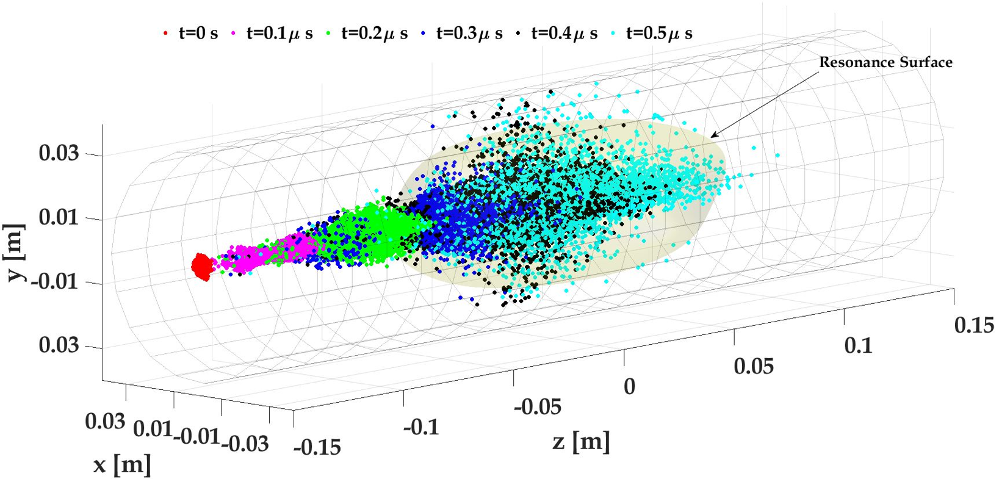 t=0 s t=0.1μ s t=0.2μ s t=0.3μ s t=0.4μ s t=0.5μ s
Resonance Surface
0.03
0.01
-0.01
0.03
y [m]
0.03 0.01 -0.01 -0.03
x [m]
-0.15 -0.1 -0.05 0 0.05 0.1 0.15
z [m]